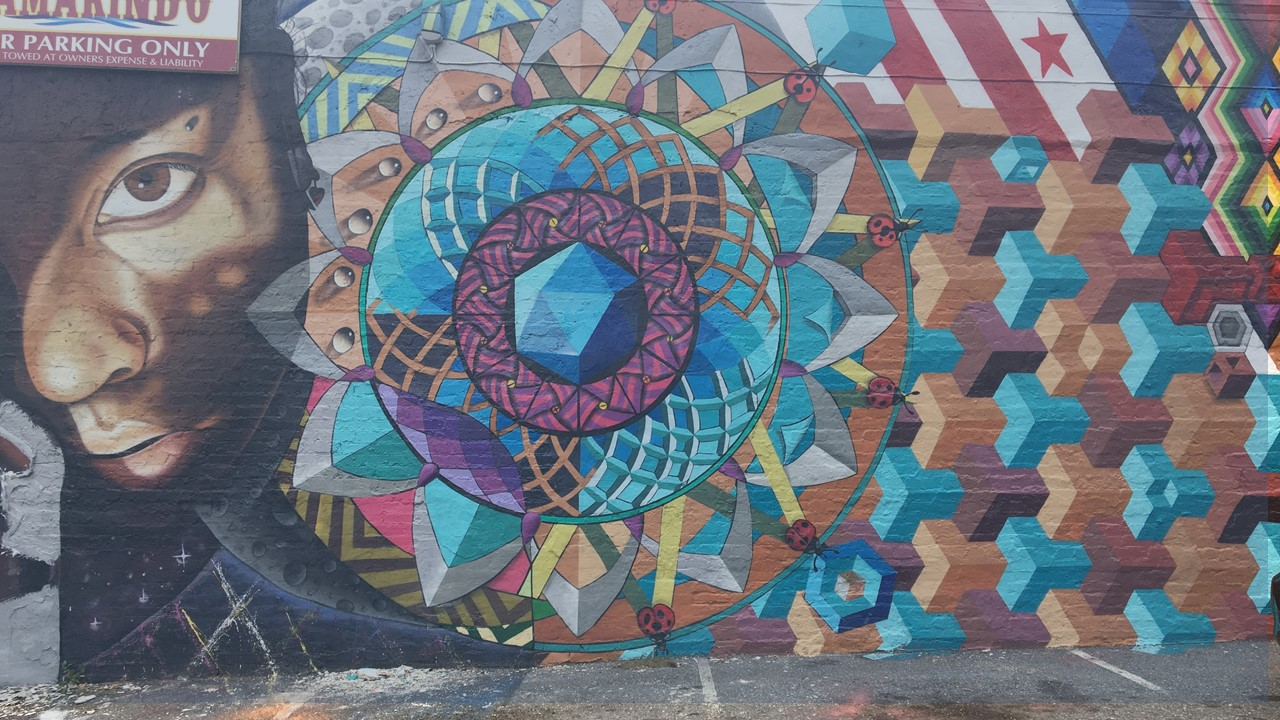 AMARINDO
R PARKING ONLY
TOWED AT OWNERS EXPENSE & LIABILITY